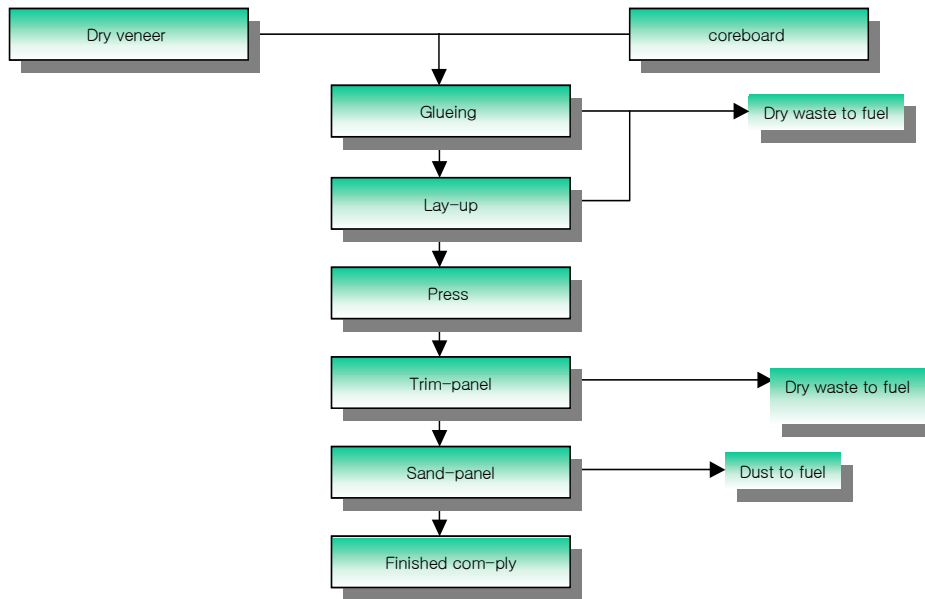 Dry veneer
coreboard
Glueing
Dry waste to fuel
Lay-up
Press
Trim-panel
Dry waste to fuel
Sand-panel
Dust to fuel
Finished com-ply